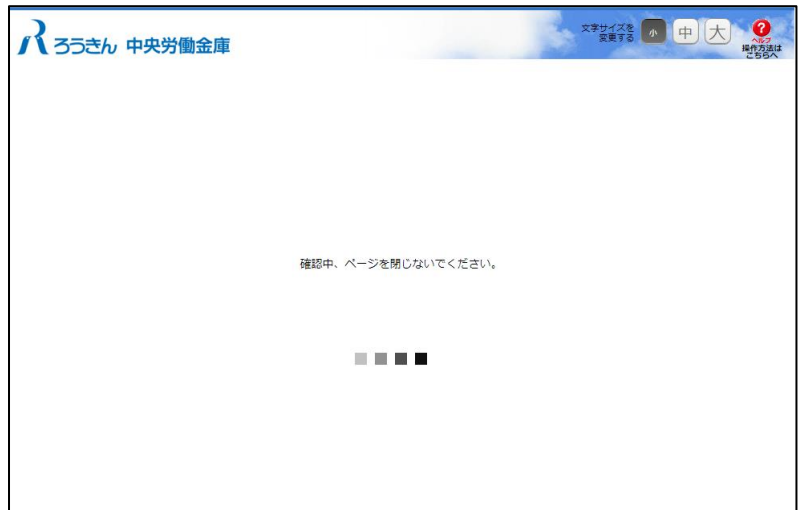 ろうきん 中央労働金庫
文字サイズを
変更する
小 中 大
?
ヘルプ
操作方法は
こちらへ
確認中、ページを閉じないでください。